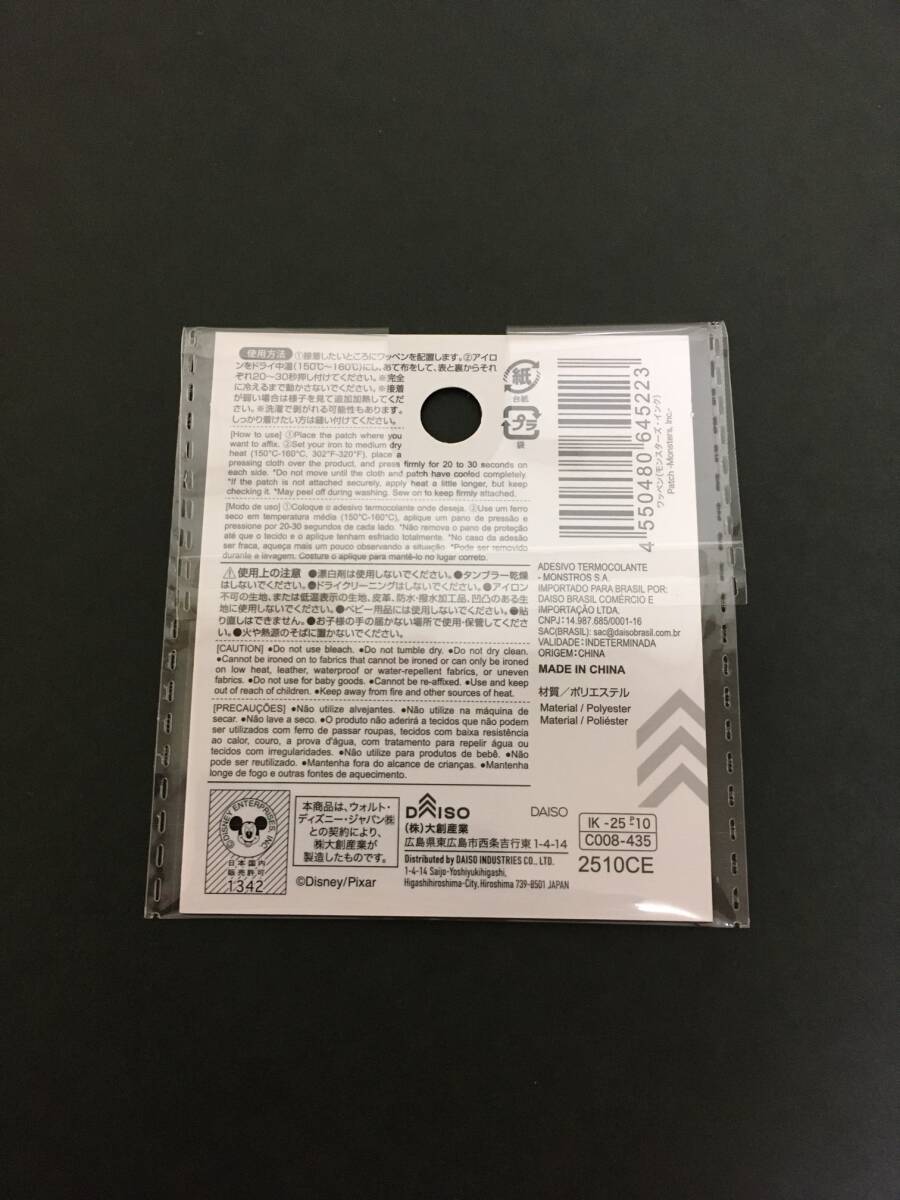 使用方法 ①接着したいところにワッペンを配置します。②アイロ
ンをドライ中温(150℃～160℃)にし、あて布をして、表と裏からそれ
ぞれ20～30秒押し付けてください。※完全
に冷えるまで動かさないでください。※接着
が弱い場合は様子を見て追加加熱してくだ
さい。※洗濯で剥がれる可能性もあります。
しっかり着けたい方は縫い付けてください。
[How to use] ①Place the patch where you
want to affix. ②Set your iron to medium dry
heat (150°C-160°C, 302°F-320°F), place a
pressing cloth over the product, and press firmly for 20 to 30 seconds on
each side. *Do not move until the cloth and patch have cooled completely.
*If the patch is not attached securely, apply heat a little longer, but keep
checking it. *May peel off during washing. Sew on to keep firmly attached.
[Modo de uso] ①Coloque o adesivo termocolante onde deseja. ②Use um ferro
seco em temperatura média (150°C-160°C), aplique um pano de pressão e
pressione por 20-30 segundos de cada lado. *Não remova o pano de proteção
até que o tecido e o aplique tenham esfriado totalmente. *No caso da adesão
ser fraca, aqueça mais um pouco observando a situação. *Pode ser removido
durante a lavagem. Costure o aplique para mantê-lo no lugar correto.
⚠使用上の注意 ●漂白剤は使用しないでください。●タンブラー乾燥
はしないでください。●ドライクリーニングはしないでください。●アイロン
不可の生地、または低温表示の生地、皮革、防水・撥水加工品、凹凸のある生
地に使用しないでください。●ベビー用品には使用しないでください。●貼
り直しはできません。●お子様の手の届かない場所で使用・保管してくださ
い。●火や熱源のそばに置かないでください。
[CAUTION] ●Do not use bleach. ●Do not tumble dry. ●Do not dry clean.
●Cannot be ironed on to fabrics that cannot be ironed or can only be ironed
on low heat, leather, waterproof or water-repellent fabrics, or uneven
fabrics. ●Do not use for baby goods. ●Cannot be re-affixed. ●Use and keep
out of reach of children. ●Keep away from fire and other sources of heat.
[PRECAUÇÕES] ●Não utilize alvejantes. ●Não utilize na máquina de
secar. ●Não lave a seco. ●O produto não aderirá a tecidos que não podem
ser utilizados com ferro de passar roupas, tecidos com baixa resistência
ao calor, couro, a prova d'água, com tratamento para repelir água ou
tecidos com irregularidades. ●Não utilize para produtos de bebê. ●Não
pode ser reutilizado. ●Mantenha fora do alcance de crianças. ●Mantenha
longe de fogo e outras fontes de aquecimento.
紙
台紙
プラ
袋
4 550480 645223
ワッペン(モンスターズ・インク)
Patch -Monsters, Inc.-
ADESIVO TERMOCOLANTE
- MONSTROS S.A.
IMPORTADO PARA BRASIL POR:
DAISO BRASIL COMÉRCIO E
IMPORTAÇÃO LTDA.
CNPJ: 14.987.685/0001-16
SAC(BRASIL): sac@daisobrasil.com.br
VALIDADE: INDETERMINADA
ORIGEM: CHINA
MADE IN CHINA
材質／ポリエステル
Material / Polyester
Material / Poliéster
©DISNEY ENTERPRISES, INC.
日本国内
販売許可
1342
本商品は、ウォルト・
ディズニー・ジャパン㈱
との契約により、
㈱大創産業が
製造したものです。
©Disney/Pixar
DAISO
(株)大創産業
広島県東広島市西条吉行東 1-4-14
Distributed by DAISO INDUSTRIES CO., LTD.
1-4-14 Saijo-Yoshiyukihigashi,
Higashihiroshima-City, Hiroshima 739-8501 JAPAN
DAISO
IK -25 P 10
C008-435
2510CE